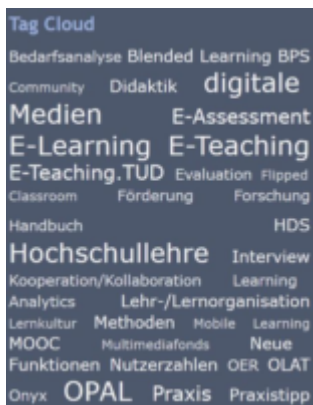 Tag Cloud
Bedarfsanalyse Blended Learning BPS
Community Didaktik digitale
Medien E-Assessment
E-Learning E-Teaching
E-Teaching.TUD Evaluation Flipped
Classroom Förderung Forschung
Handbuch HDS
Hochschullehre Interview
Kooperation/Kollaboration Learning
Analytics Lehr-/Lernorganisation
Lernkultur Methoden Mobile Learning
MOOC Multimediafonds Neue
Funktionen Nutzerzahlen OER OLAT
Onyx OPAL Praxis Praxistipp